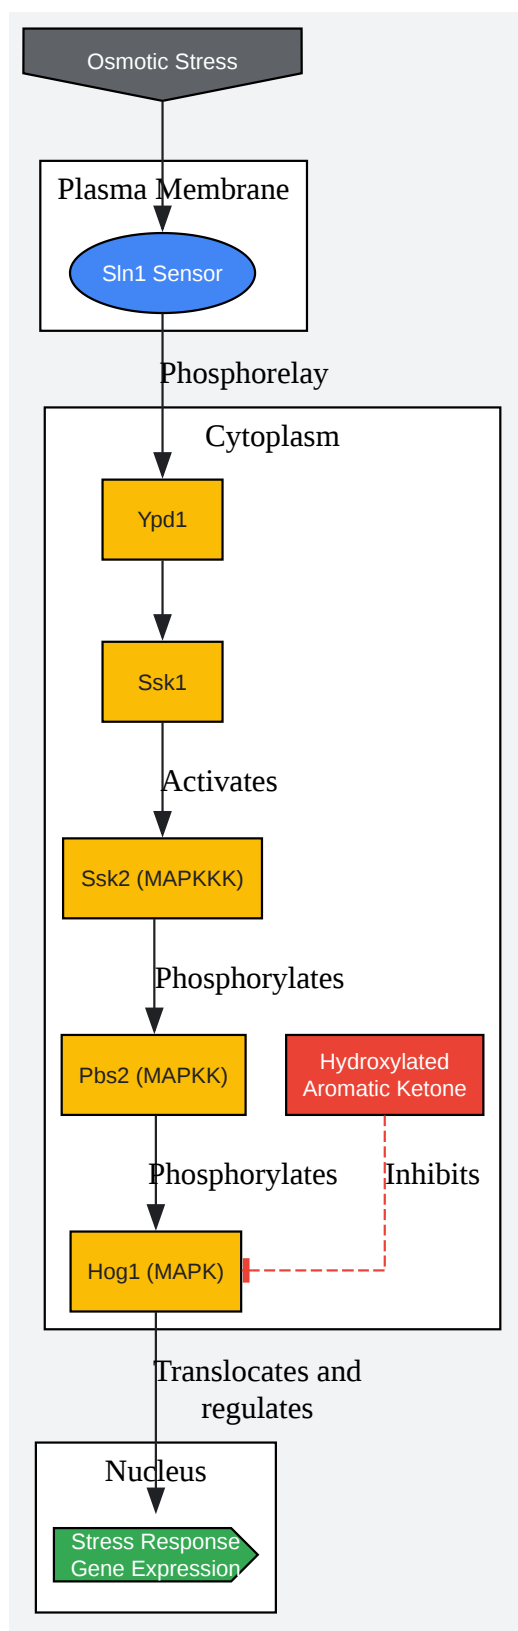 Osmotic Stress
Plasma Membrane
Sln1 Sensor
Phosphorelay
Cytoplasm
Ypd1
Ssk1
Activates
Ssk2 (MAPKKK)
Phosphorylates
Pbs2 (MAPKK)
Hydroxylated
Aromatic Ketone
Phosphorylates
Inhibits
Hog1 (MAPK)
Translocates and
regulates
Nucleus
Stress Response
Gene Expression